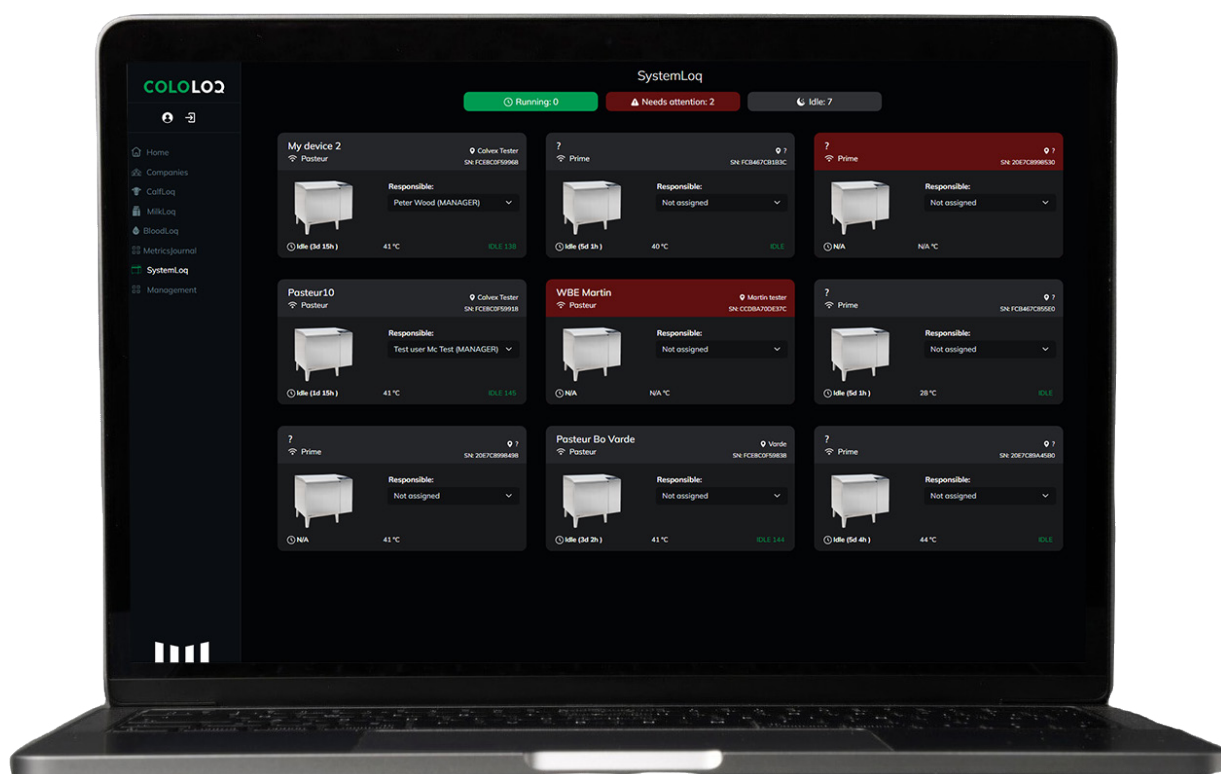 COLOLOQ
Home
Companies
CalfLoq
MilkLoq
BloodLoq
MetricsJournal
SystemLoq
Management
SystemLoq
Running: 0
Needs attention: 2
Idle: 7
My device 2
Pasteur
Calvex Tester
SN: FCE8C0F59968
Responsible:
Peter Wood (MANAGER)
Idle (3d 15h )
41 °C
IDLE 138
?
Prime
?
SN: FCB467CB1B3C
Responsible:
Not assigned
Idle (5d 1h )
40 °C
IDLE
?
Prime
?
SN: 20E7C8998530
Responsible:
Not assigned
N/A
N/A °C
Pasteur10
Pasteur
Calvex Tester
SN: FCE8C0F59918
Responsible:
Test user Mc Test (MANAGER)
Idle (1d 15h )
41 °C
IDLE 145
WBE Martin
Pasteur
Martin tester
SN: CCDBA70DE37C
Responsible:
Not assigned
N/A
N/A °C
?
Prime
?
SN: FCB467C855E0
Responsible:
Not assigned
Idle (5d 1h )
28 °C
IDLE
?
Prime
?
SN: 20E7C8998498
Responsible:
Not assigned
N/A
41 °C
Pasteur Bo Varde
Pasteur
Varde
SN: FCE8C0F59838
Responsible:
Not assigned
Idle (3d 2h )
41 °C
IDLE 144
?
Prime
?
SN: 20E7C89A45B0
Responsible:
Not assigned
Idle (5d 4h )
44 °C
IDLE